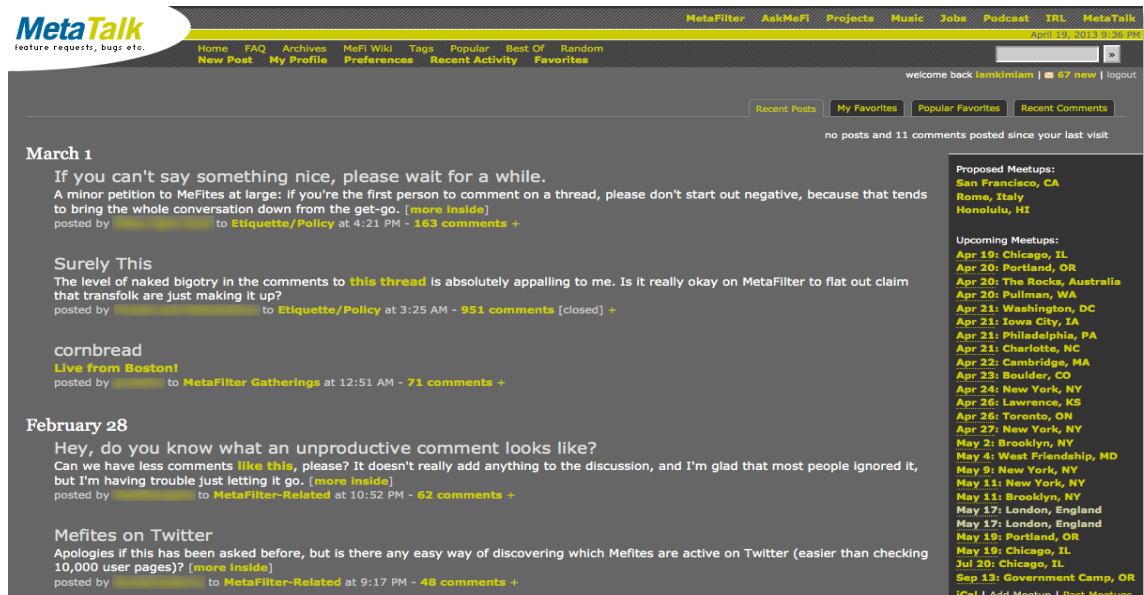 MetaTalk
feature requests, bugs etc.
MetaFilter AskMeFi Projects Music Jobs Podcast IRL MetaTalk
April 19, 2013 9:36 PM
Home FAQ Archives MeFi Wiki Tags Popular Best Of Random
New Post My Profile Preferences Recent Activity Favorites
»
welcome back iamkimiam | 67 new | logout
Recent Posts My Favorites Popular Favorites Recent Comments
no posts and 11 comments posted since your last visit
March 1
If you can't say something nice, please wait for a while.
A minor petition to MeFites at large: if you're the first person to comment on a thread, please don't start out negative, because that tends
to bring the whole conversation down from the get-go. [more inside]
posted by to Etiquette/Policy at 4:21 PM - 163 comments +
Surely This
The level of naked bigotry in the comments to this thread is absolutely appalling to me. Is it really okay on MetaFilter to flat out claim
that transfolk are just making it up?
posted by to Etiquette/Policy at 3:25 AM - 951 comments [closed] +
cornbread
Live from Boston!
posted by to MetaFilter Gatherings at 12:51 AM - 71 comments +
February 28
Hey, do you know what an unproductive comment looks like?
Can we have less comments like this, please? It doesn't really add anything to the discussion, and I'm glad that most people ignored it,
but I'm having trouble just letting it go. [more inside]
posted by to MetaFilter-Related at 10:52 PM - 62 comments +
Mefites on Twitter
Apologies if this has been asked before, but is there any easy way of discovering which Mefites are active on Twitter (easier than checking
10,000 user pages)? [more inside]
posted by to MetaFilter-Related at 9:17 PM - 48 comments +
Proposed Meetups:
San Francisco, CA
Rome, Italy
Honolulu, HI
Upcoming Meetups:
Apr 19: Chicago, IL
Apr 20: Portland, OR
Apr 20: The Rocks, Australia
Apr 20: Pullman, WA
Apr 21: Washington, DC
Apr 21: Iowa City, IA
Apr 21: Philadelphia, PA
Apr 21: Charlotte, NC
Apr 22: Cambridge, MA
Apr 23: Boulder, CO
Apr 24: New York, NY
Apr 26: Lawrence, KS
Apr 26: Toronto, ON
Apr 27: New York, NY
May 2: Brooklyn, NY
May 4: West Friendship, MD
May 9: New York, NY
May 11: New York, NY
May 11: Brooklyn, NY
May 17: London, England
May 17: London, England
May 19: Portland, OR
May 19: Chicago, IL
Jul 20: Chicago, IL
Sep 13: Government Camp, OR
iCal | Add Meetup | Past Meetups